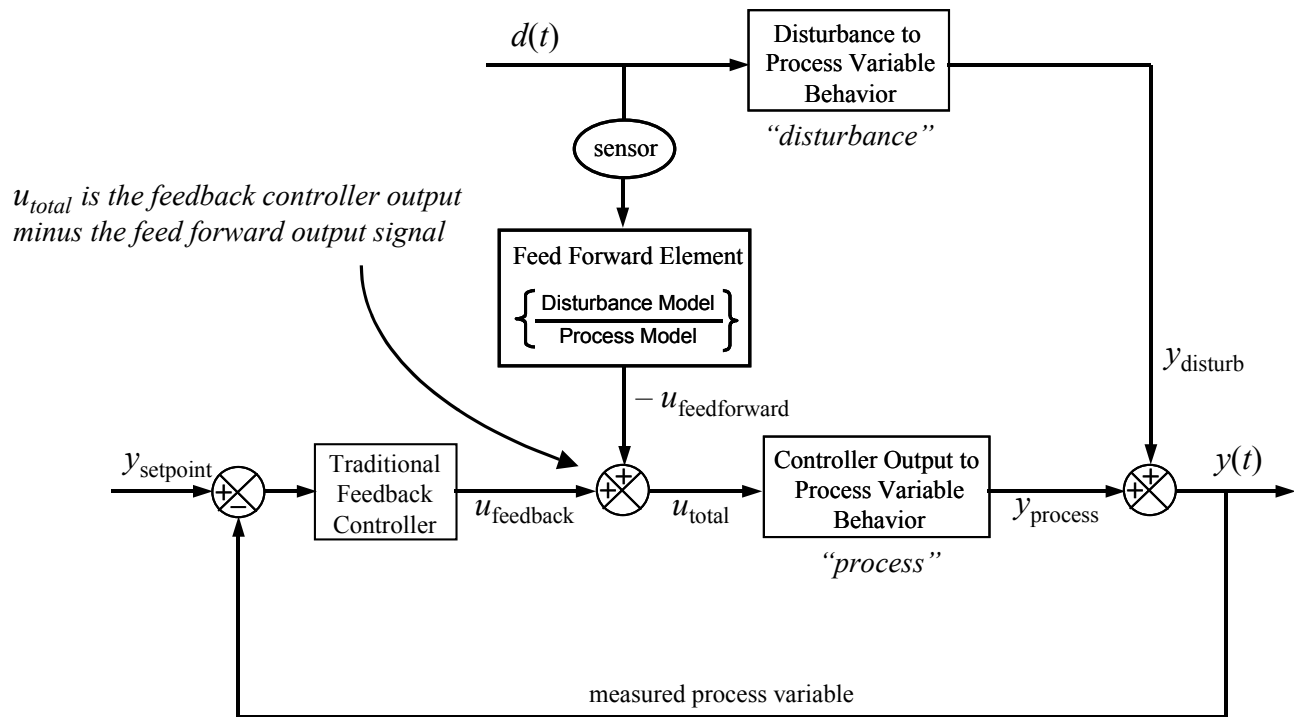 d(t)
Disturbance to
Process Variable
Behavior
"disturbance"
sensor
u_total is the feedback controller output
minus the feed forward output signal
Feed Forward Element
{ Disturbance Model
Process Model }
y_disturb
– u_feedforward
y_setpoint
+
−
Traditional
Feedback
Controller
u_feedback
+ +
u_total
Controller Output to
Process Variable
Behavior
"process"
y_process
+ +
y(t)
measured process variable